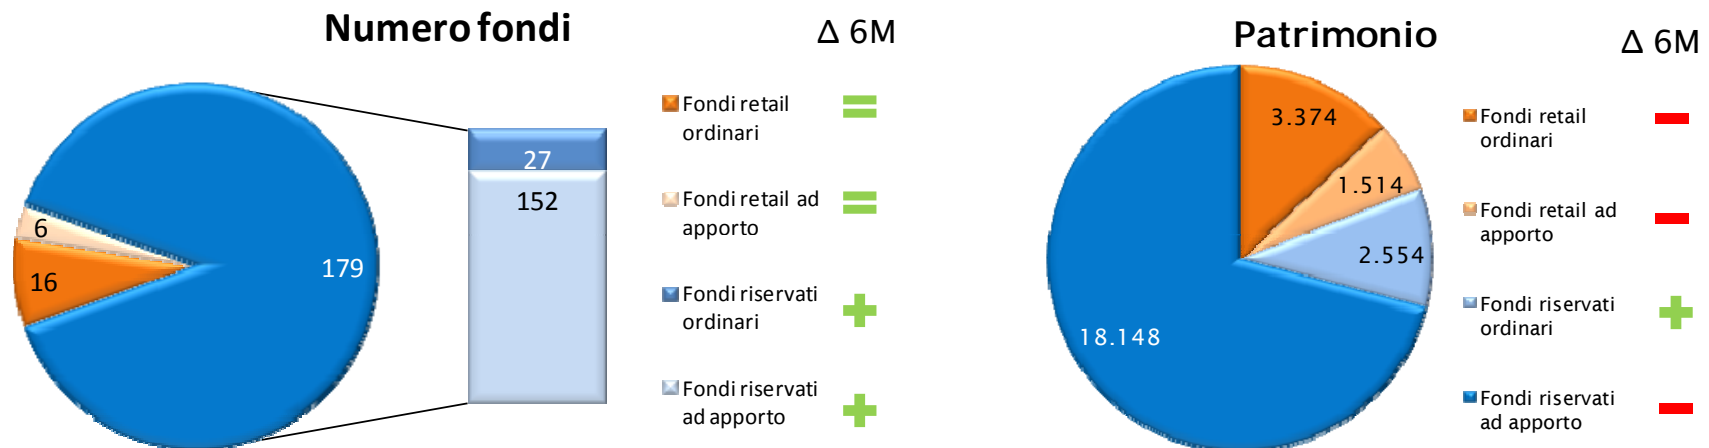 Numero fondi
Δ 6M
27
152
6
179
16
Fondi retail
ordinari
Fondi retail ad
apporto
Fondi riservati
ordinari
Fondi riservati
ad apporto
Patrimonio
Δ 6M
3.374
1.514
2.554
18.148
Fondi retail
ordinari
Fondi retail ad
apporto
Fondi riservati
ordinari
Fondi riservati
ad apporto